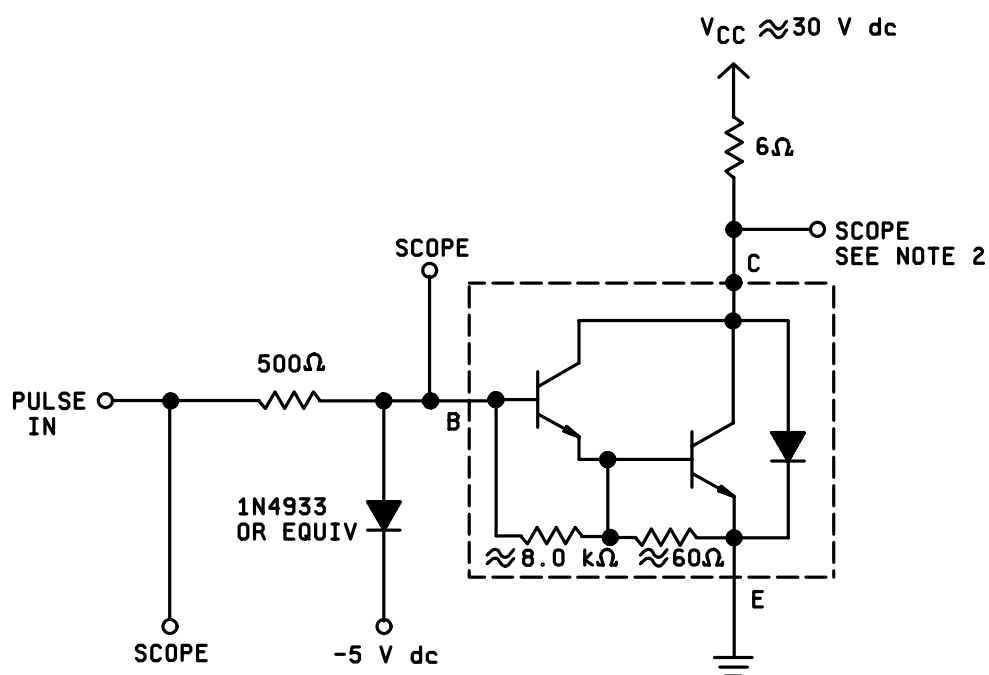 V_CC ≈30 V dc
6Ω
SCOPE
SEE NOTE 2
C
SCOPE
500Ω
PULSE
IN
B
1N4933
OR EQUIV
≈8.0 kΩ
≈60Ω
E
SCOPE
-5 V dc